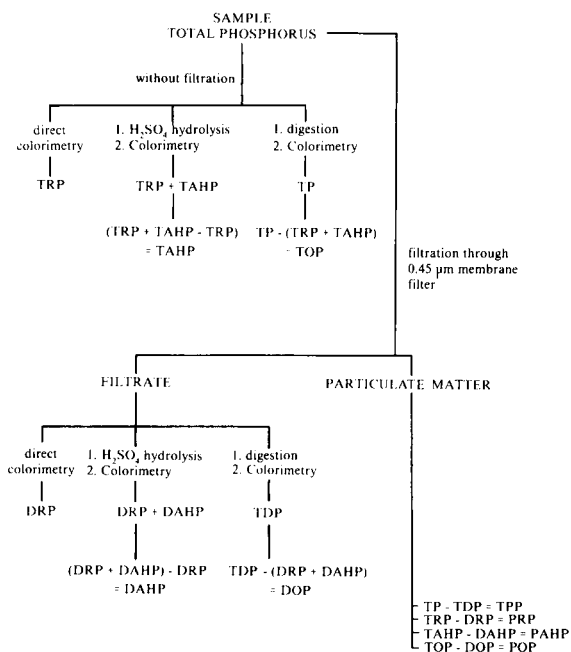 SAMPLE
TOTAL PHOSPHORUS
without filtration
direct
colorimetry
1. H₂SO₄ hydrolysis
2. Colorimetry
1. digestion
2. Colorimetry
TRP
TRP + TAHP
TP
(TRP + TAHP - TRP)
= TAHP
TP - (TRP + TAHP)
= TOP
filtration through
0.45 µm membrane
filter
FILTRATE
PARTICULATE MATTER
direct
colorimetry
1. H₂SO₄ hydrolysis
2. Colorimetry
1. digestion
2. Colorimetry
DRP
DRP + DAHP
TDP
(DRP + DAHP) - DRP
= DAHP
TDP - (DRP + DAHP)
= DOP
TP - TDP = TPP
TRP - DRP = PRP
TAHP - DAHP = PAHP
TOP - DOP = POP